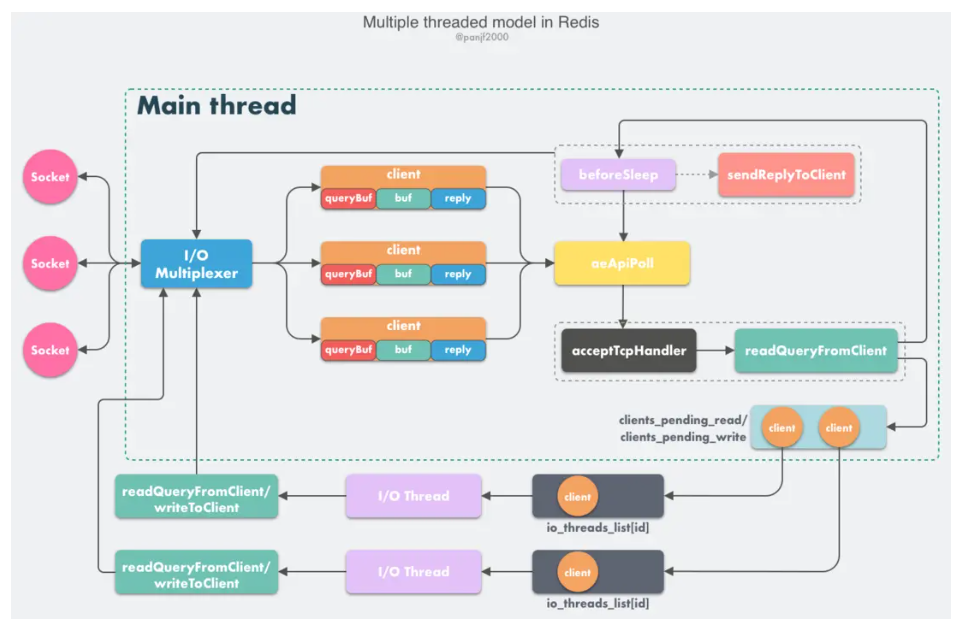 Multiple threaded model in Redis
@panjf2000
Main thread
Socket
Socket
Socket
I/O
Multiplexer
client
queryBuf buf reply
client
queryBuf buf reply
client
queryBuf buf reply
beforeSleep
sendReplyToClient
aeApiPoll
acceptTcpHandler
readQueryFromClient
clients_pending_read/
clients_pending_write
client
client
readQueryFromClient/
writeToClient
I/O Thread
client
io_threads_list[id]
readQueryFromClient/
writeToClient
I/O Thread
client
io_threads_list[id]